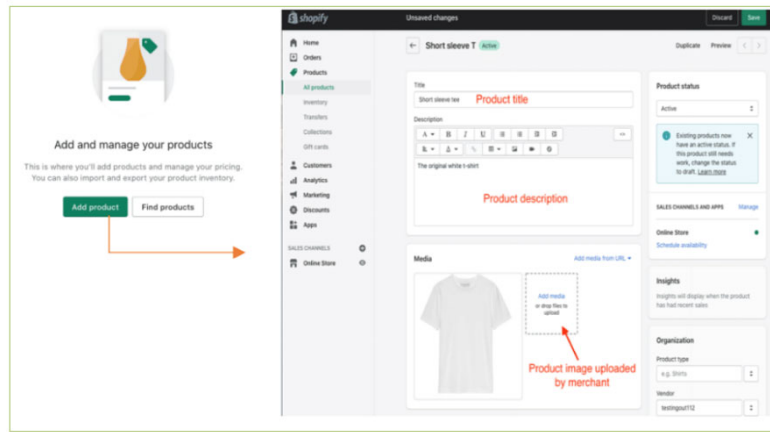 Add and manage your products
This is where you'll add products and manage your pricing.
You can also import and export your product inventory.
Add product
Find products
shopify
Unsaved changes
Discard
Save
Home
Orders
Products
All products
Inventory
Transfers
Collections
Gift cards
Customers
Analytics
Marketing
Discounts
Apps
SALES CHANNELS
Online Store
Short sleeve T Active
Duplicate Preview
Title
Short sleeve tee
Product title
Description
A B I U
The original white t-shirt
Product description
Media
Add media from URL
Add media
or drop files to
upload
Product image uploaded
by merchant
Product status
Active
Existing products now
have an active status. If
this product still needs
work, change the status
to draft. Learn more
SALES CHANNELS AND APPS Manage
Online Store
Schedule availability
Insights
Insights will display when the product
has had recent sales
Organization
Product type
e.g. Shirts
Vendor
testingout112